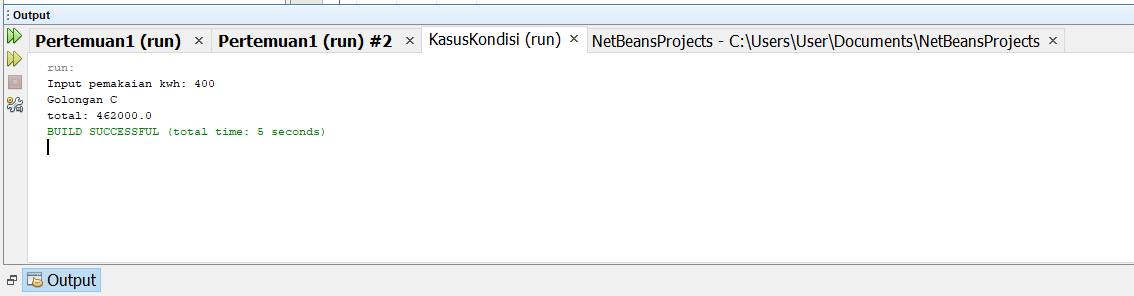 Output
Pertemuan1 (run) × Pertemuan1 (run) #2 × KasusKondisi (run) × NetBeansProjects - C:\Users\User\Documents\NetBeansProjects ×
run:
Input pemakaian kwh: 400
Golongan C
total: 462000.0
BUILD SUCCESSFUL (total time: 5 seconds)
Output